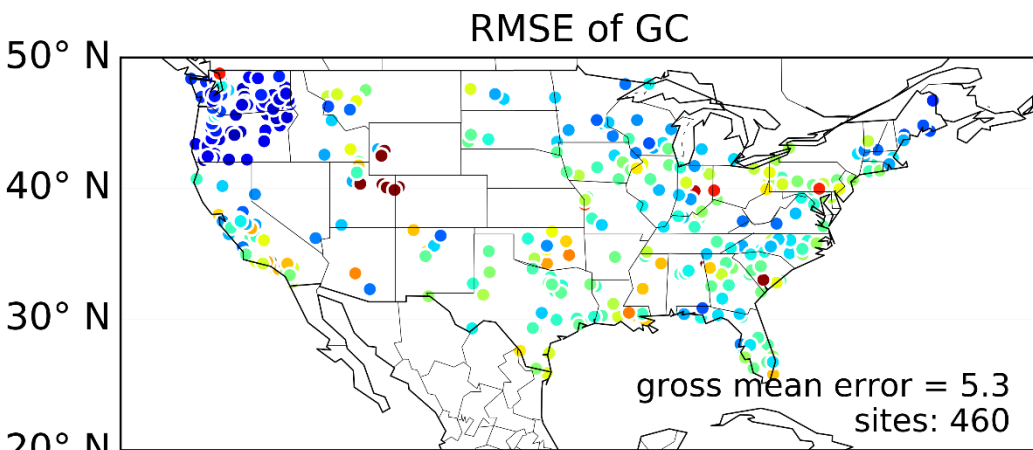 RMSE of GC
50° N
40° N
30° N
gross mean error = 5.3
sites: 460
20° N